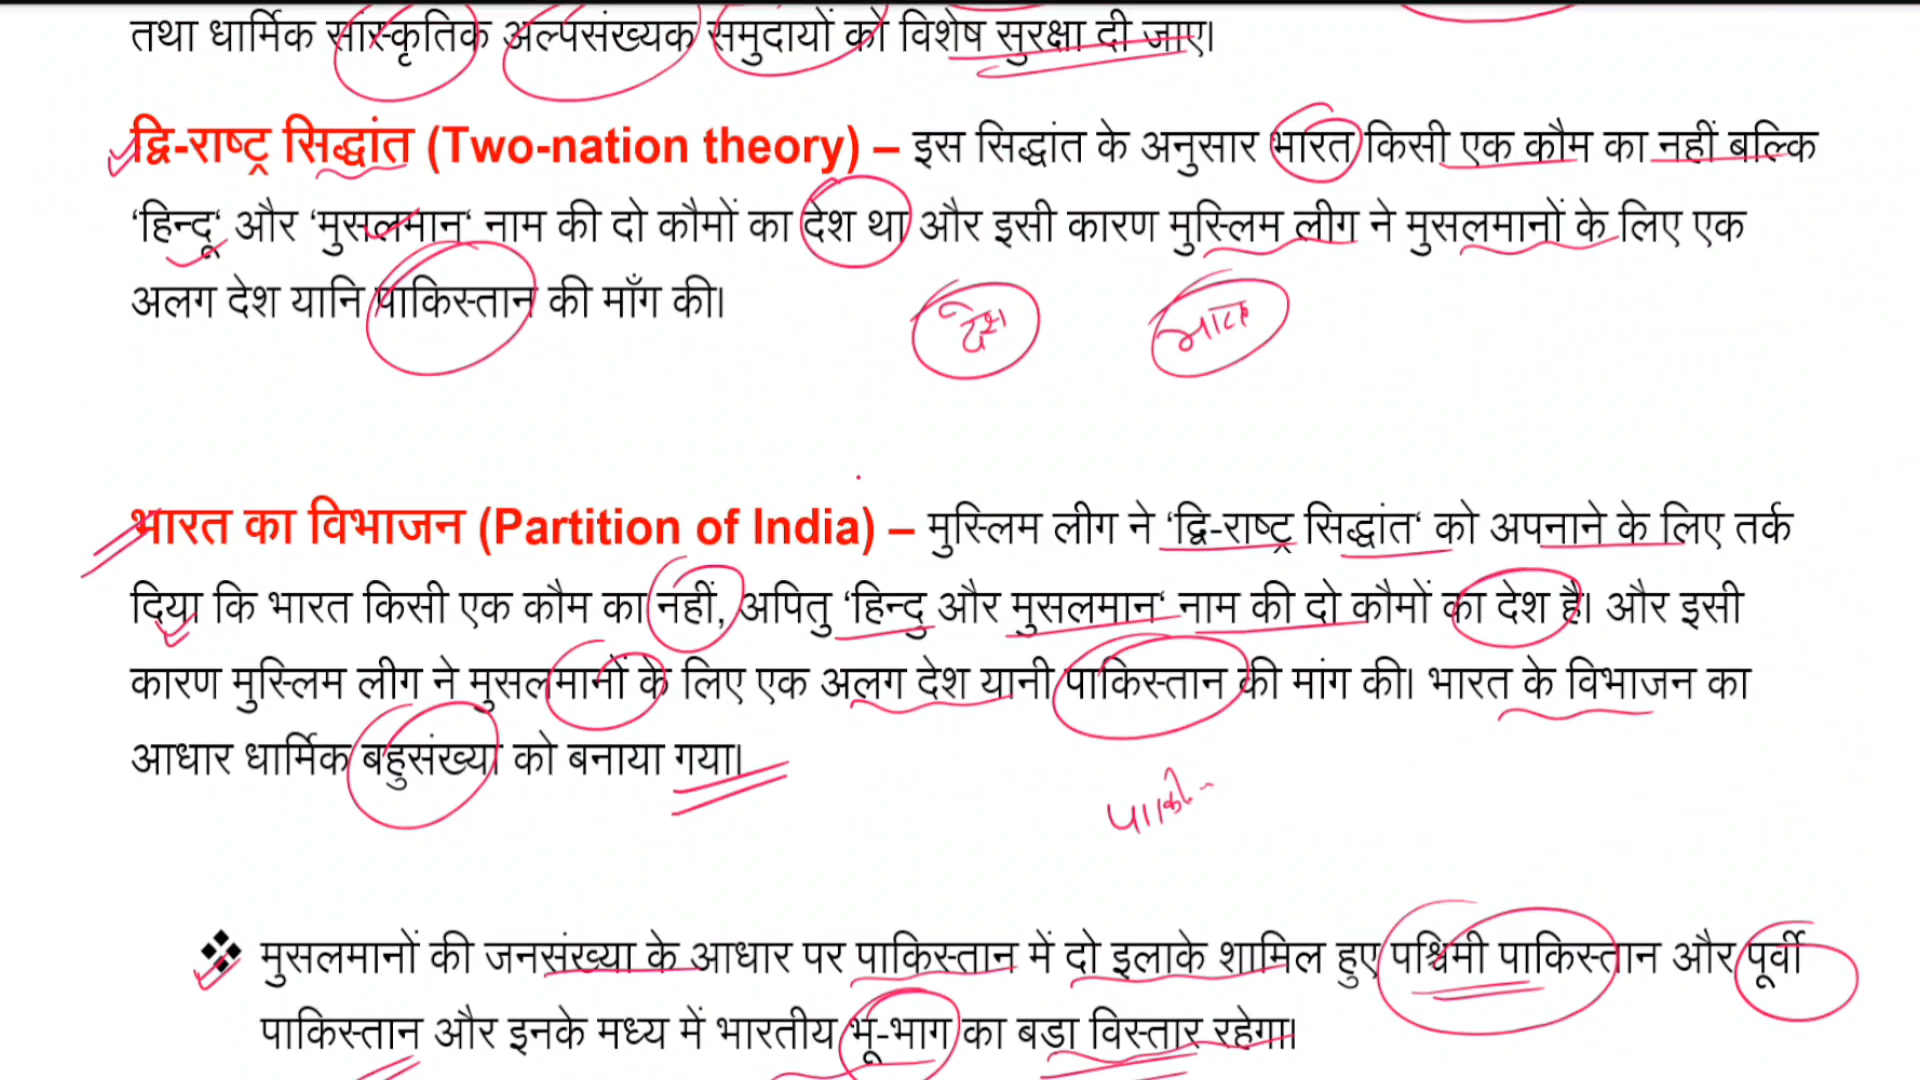 तथा धार्मिक सांस्कृतिक अल्पसंख्यक समुदायों को विशेष सुरक्षा दी जाए।
द्वि-राष्ट्र सिद्धांत (Two-nation theory) – इस सिद्धांत के अनुसार भारत किसी एक कौम का नहीं बल्कि
‘हिन्दू‘ और ‘मुसलमान‘ नाम की दो कौमों का देश था और इसी कारण मुस्लिम लीग ने मुसलमानों के लिए एक
अलग देश यानि पाकिस्तान की माँग की।
देश
भारत का विभाजन (Partition of India) – मुस्लिम लीग ने ‘द्वि-राष्ट्र सिद्धांत‘ को अपनाने के लिए तर्क
दिया कि भारत किसी एक कौम का नहीं, अपितु ‘हिन्दु और मुसलमान‘ नाम की दो कौमों का देश है। और इसी
कारण मुस्लिम लीग ने मुसलमानों के लिए एक अलग देश यानी पाकिस्तान की मांग की। भारत के विभाजन का
आधार धार्मिक बहुसंख्या को बनाया गया।
❖ मुसलमानों की जनसंख्या के आधार पर पाकिस्तान में दो इलाके शामिल हुए पश्चिमी पाकिस्तान और पूर्वी
पाकिस्तान और इनके मध्य में भारतीय भू-भाग का बडा विस्तार रहेगा।